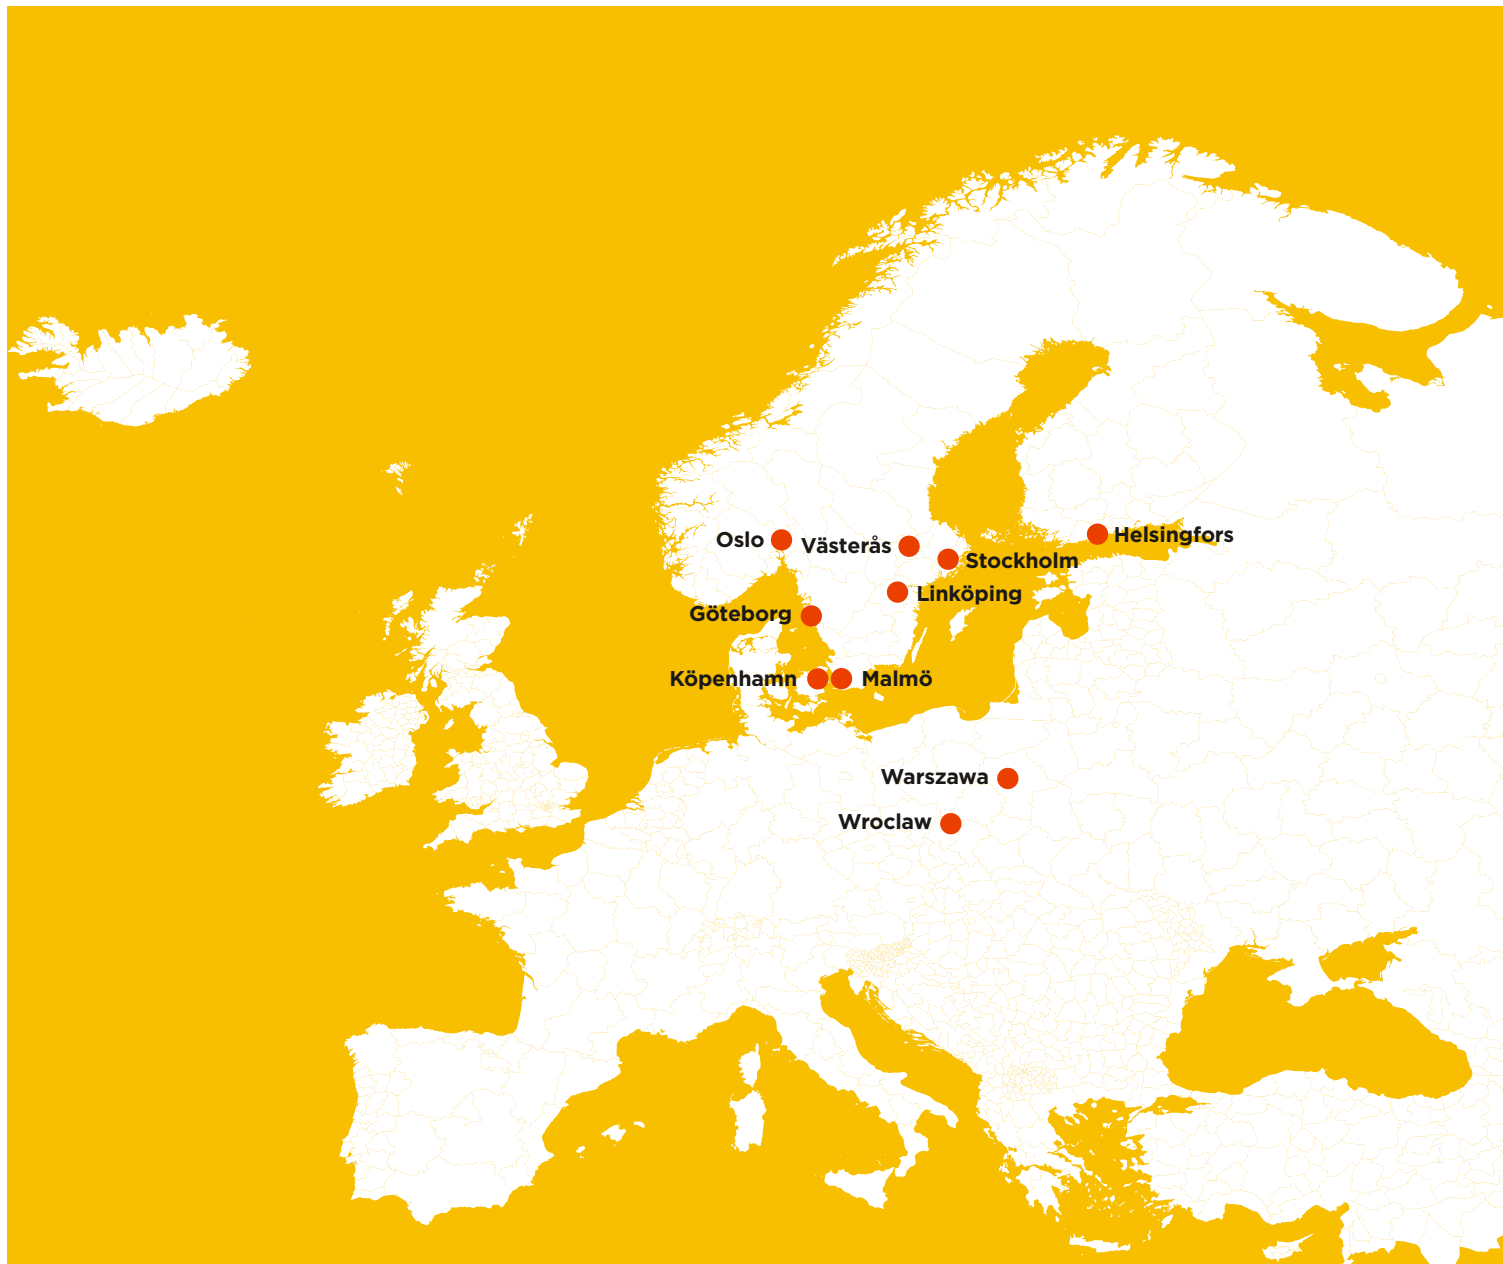 Oslo
Västerås
Helsingfors
Stockholm
Linköping
Göteborg
Köpenhamn
Malmö
Warszawa
Wroclaw